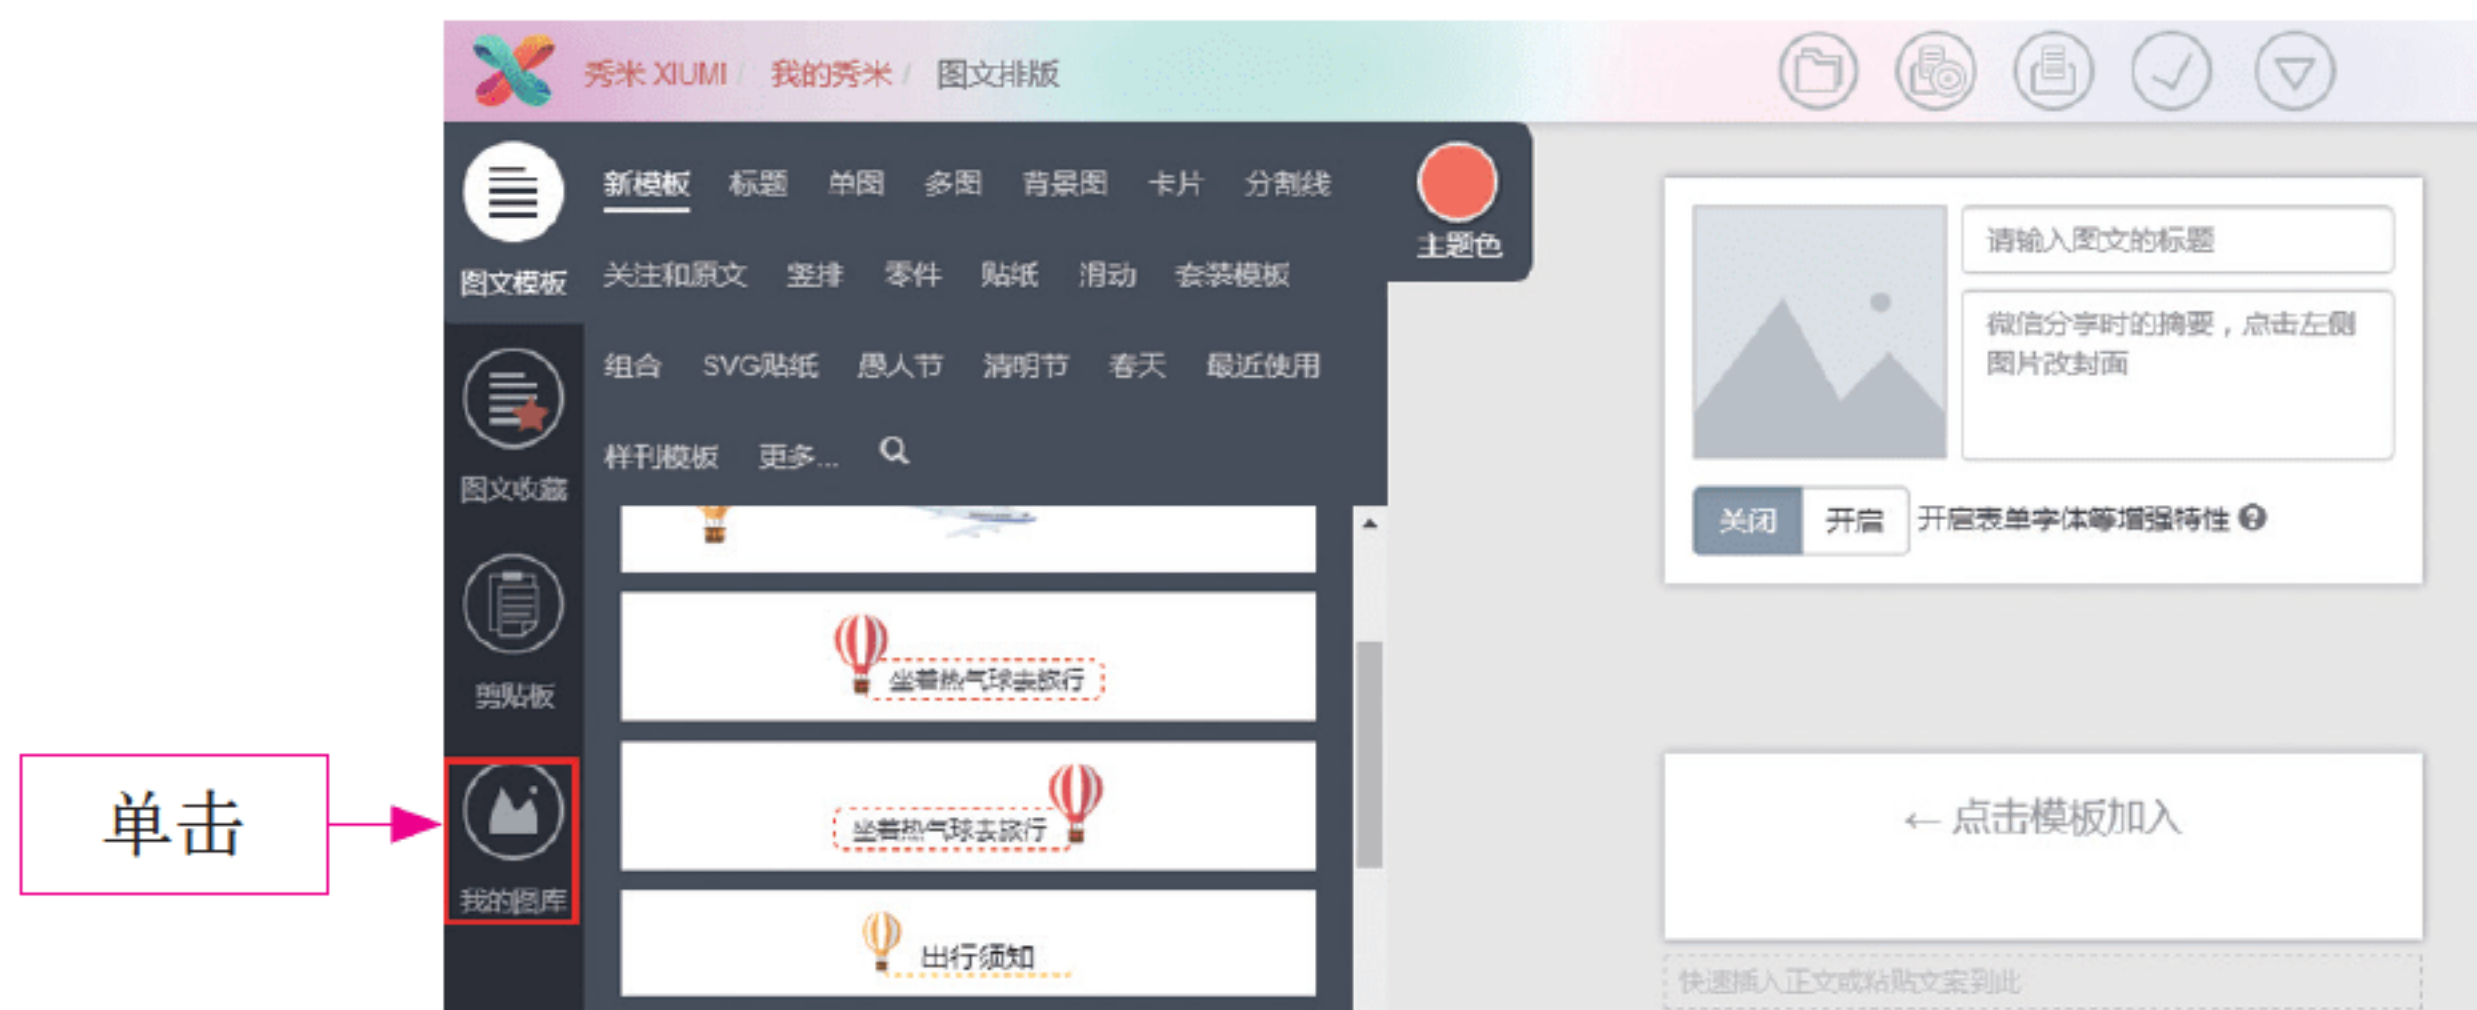 秀米 XIUMI / 我的秀米 / 图文排版
新模板 标题 单图 多图 背景图 卡片 分割线
主题色
关注和原文 竖排 零件 贴纸 滑动 套装模板
组合 SVG贴纸 愚人节 清明节 春天 最近使用
样刊模板 更多...
图文模板
图文收藏
剪贴板
我的图库
单击
坐着热气球去旅行
坐着热气球去旅行
出行须知
请输入图文的标题
微信分享时的摘要，点击左侧
图片改封面
关闭 开启 开启表单字体等增强特性 ?
←点击模板加入
快速插入正文或粘贴文案到此